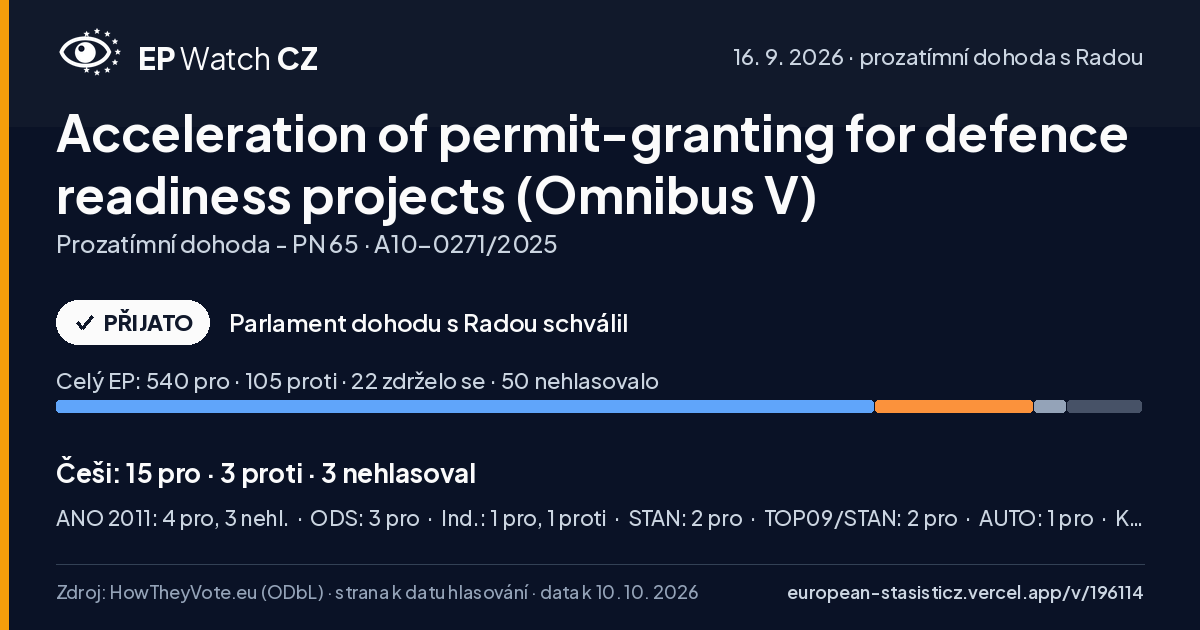 EP Watch CZ
16. 9. 2026 · prozatímní dohoda s Radou
Acceleration of permit-granting for defence
readiness projects (Omnibus V)
Prozatímní dohoda – PN 65 · A10–0271/2025
✓ PŘIJATO Parlament dohodu s Radou schválil
Celý EP: 540 pro · 105 proti · 22 zdrželo se · 50 nehlasovalo
Češi: 15 pro · 3 proti · 3 nehlasoval
ANO 2011: 4 pro, 3 nehl. · ODS: 3 pro · Ind.: 1 pro, 1 proti · STAN: 2 pro · TOP09/STAN: 2 pro · AUTO: 1 pro · K…
Zdroj: HowTheyVote.eu (ODbL) · strana k datu hlasování · data k 10. 10. 2026
european-stasisticz.vercel.app/v/196114